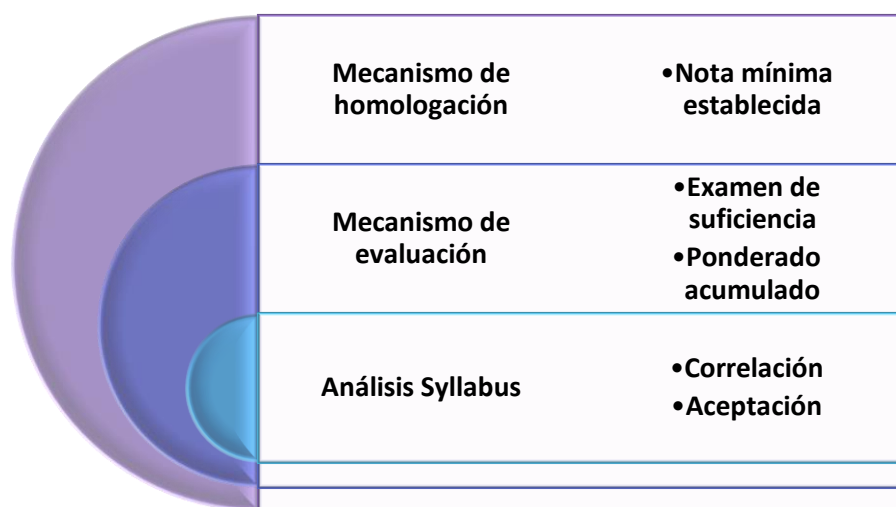 Mecanismo de
homologación
•Nota mínima
establecida
Mecanismo de
evaluación
•Examen de
suficiencia
•Ponderado
acumulado
Análisis Syllabus
•Correlación
•Aceptación